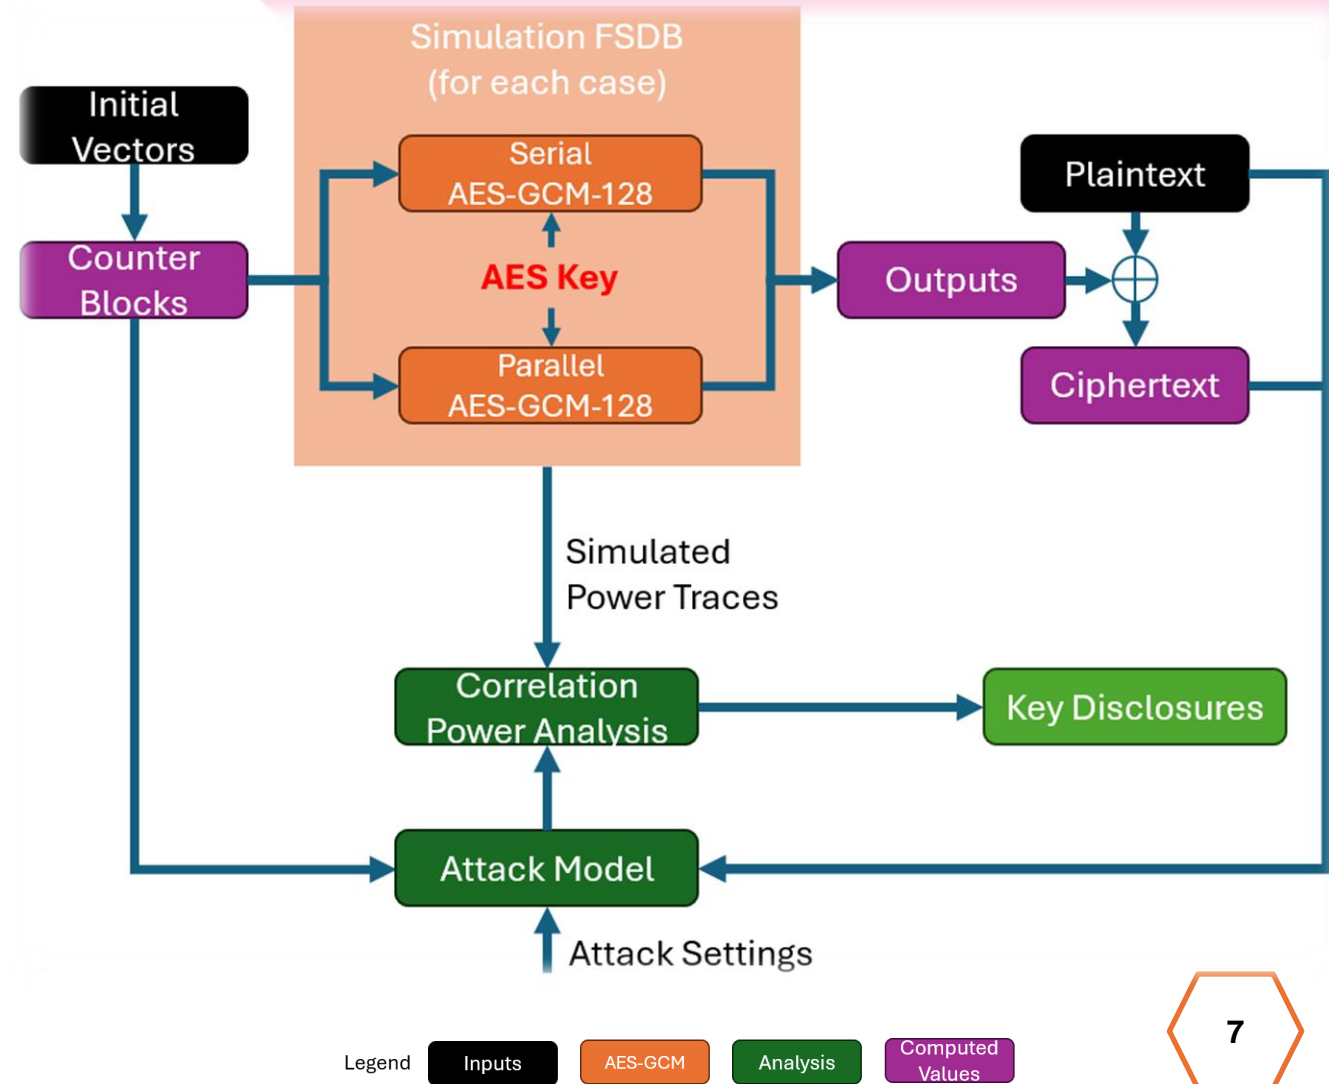 Simulation FSDB
(for each case)
Initial
Vectors
Serial
AES-GCM-128
Plaintext
Counter
Blocks
AES Key
Outputs
Parallel
AES-GCM-128
Ciphertext
Simulated
Power Traces
Correlation
Power Analysis
Key Disclosures
Attack Model
Attack Settings
7
Legend
Inputs
AES-GCM
Analysis
Computed
Values